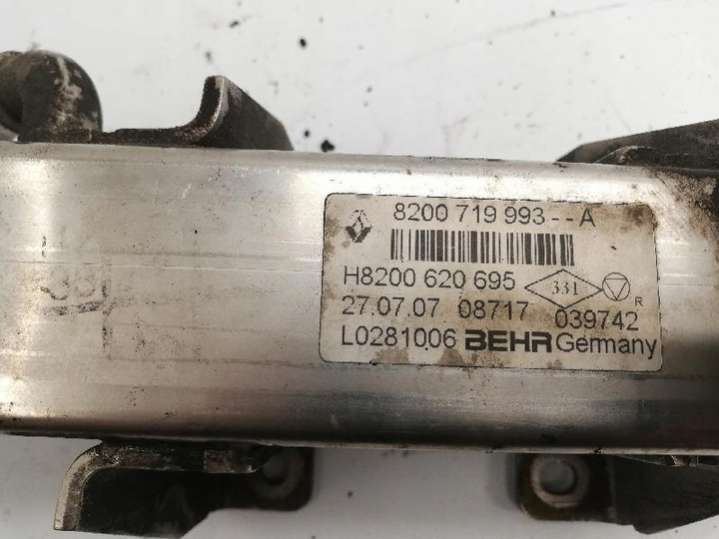 8200 719 993--A
H8200 620 695 331
27.07.07 08717 039742 R
L0281006 BEHR Germany